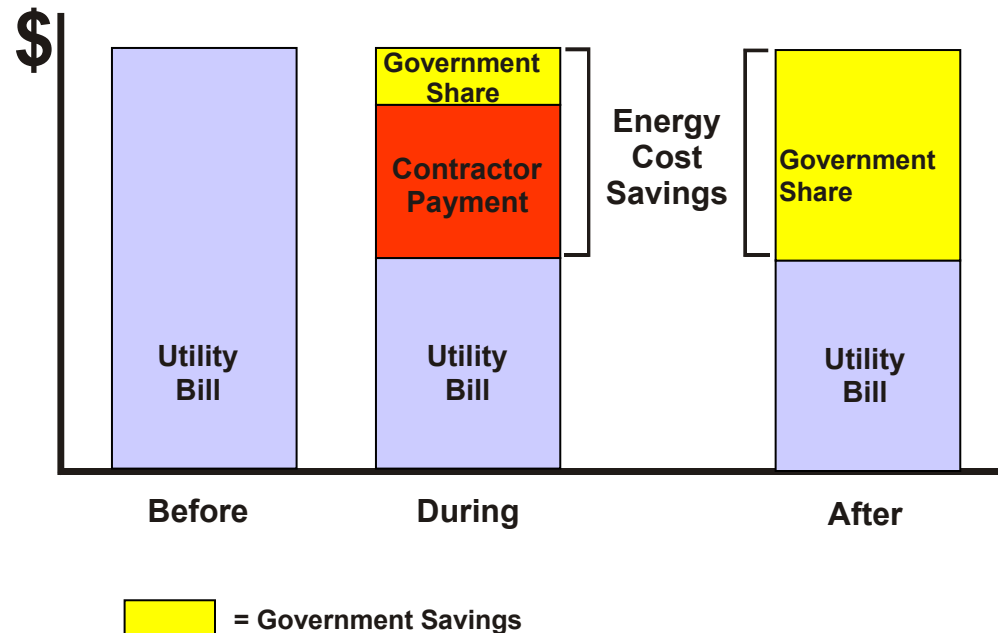 $
Government
Share
Contractor
Payment
Energy
Cost
Savings
Government
Share
Utility
Bill
Utility
Bill
Utility
Bill
Before
During
After
= Government Savings